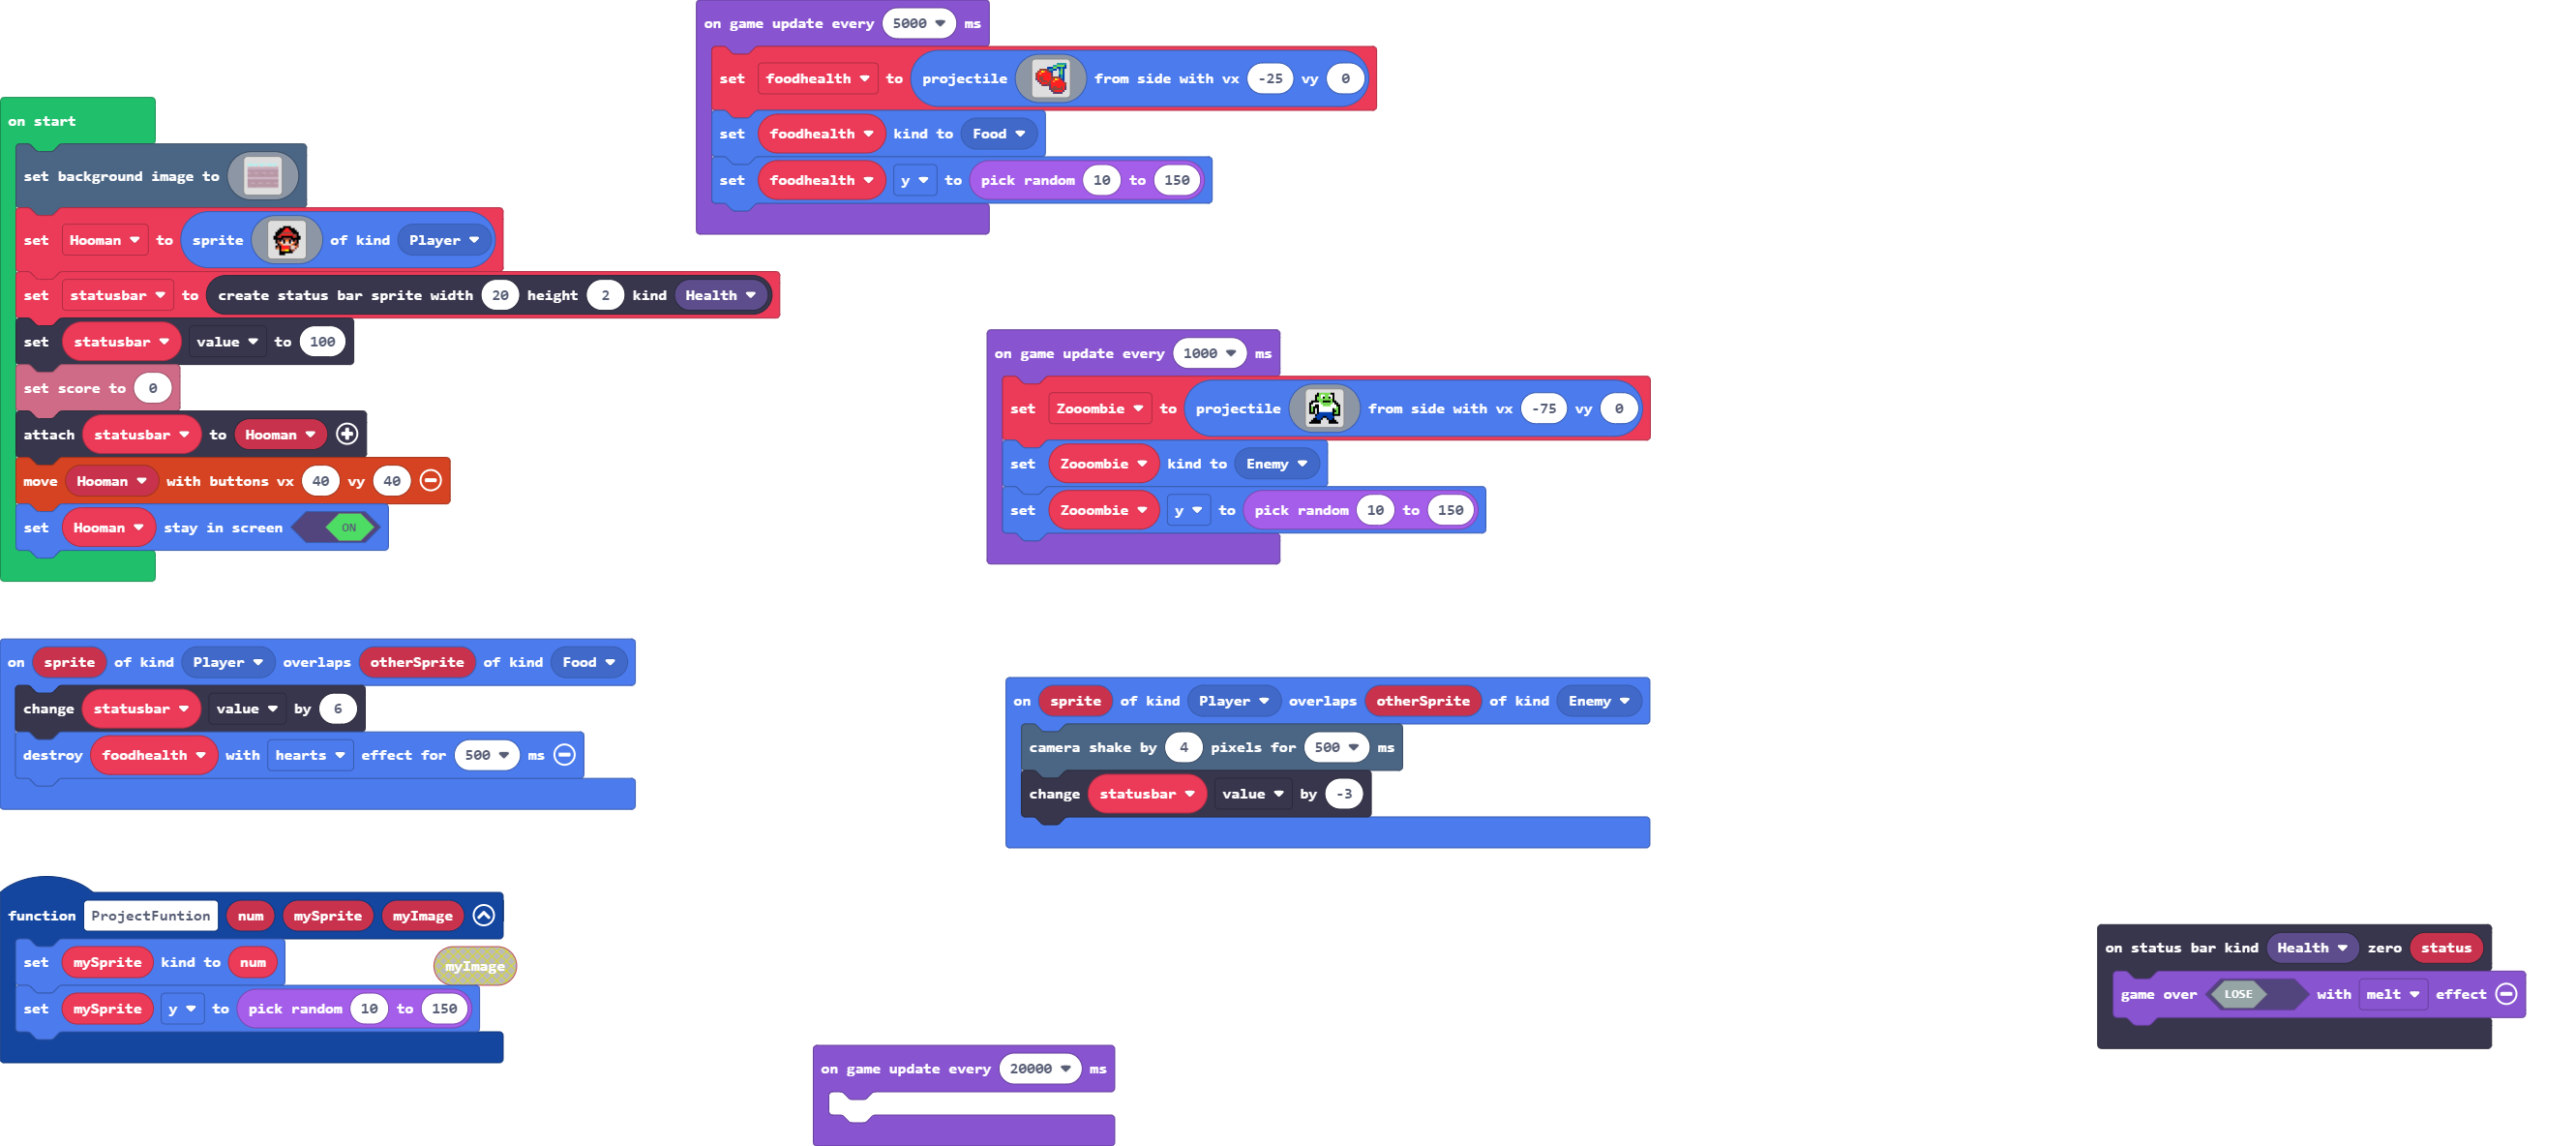 on game update every 5000 ms
set foodhealth to projectile from side with vx -25 vy 0
set foodhealth kind to Food
set foodhealth y to pick random 10 to 150
on start
set background image to
set Hooman to sprite of kind Player
set statusbar to create status bar sprite width 20 height 2 kind Health
set statusbar value to 100
set score to 0
attach statusbar to Hooman
move Hooman with buttons vx 40 vy 40
set Hooman stay in screen ON
on game update every 1000 ms
set Zooombie to projectile from side with vx -75 vy 0
set Zooombie kind to Enemy
set Zooombie y to pick random 10 to 150
on sprite of kind Player overlaps otherSprite of kind Food
change statusbar value by 6
destroy foodhealth with hearts effect for 500 ms
on sprite of kind Player overlaps otherSprite of kind Enemy
camera shake by 4 pixels for 500 ms
change statusbar value by -3
function ProjectFuntion num mySprite myImage
set mySprite kind to num
myImage
set mySprite y to pick random 10 to 150
on status bar kind Health zero status
game over LOSE with melt effect
on game update every 20000 ms